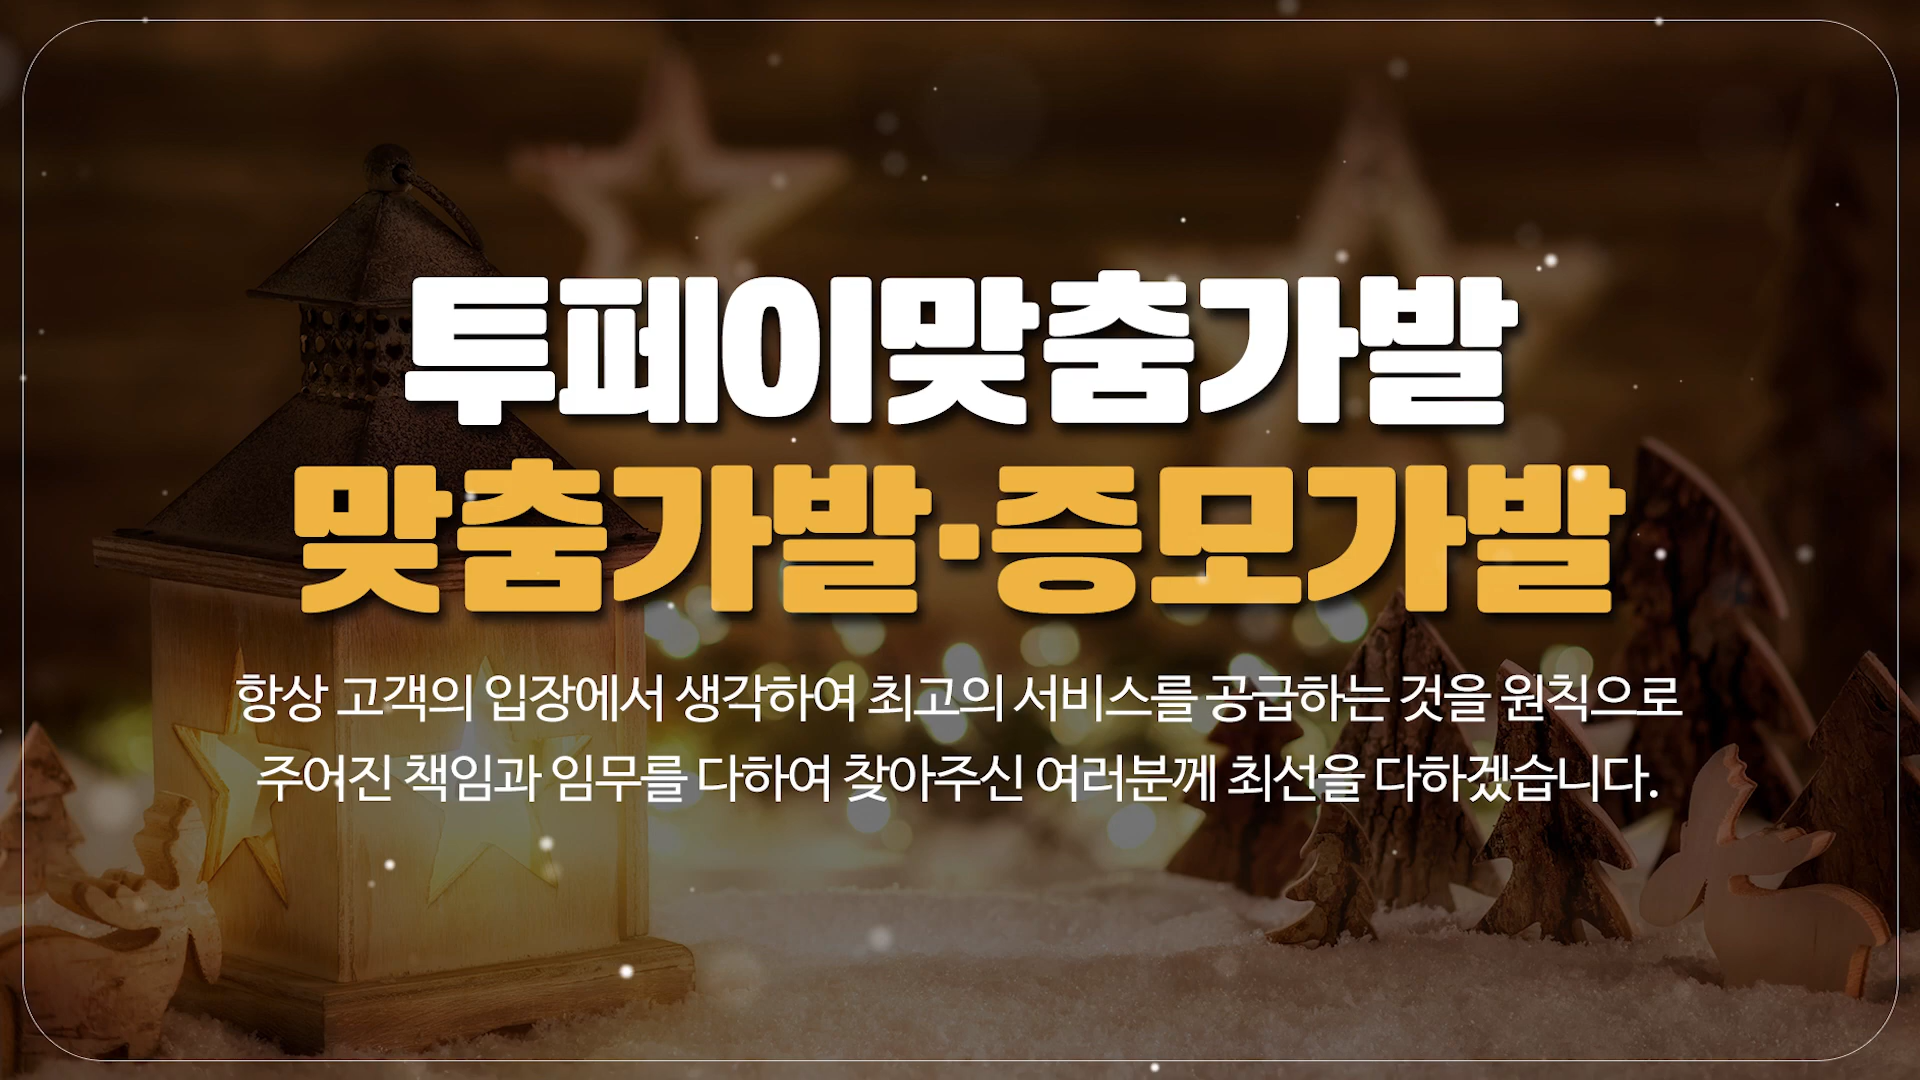 투페이맞춤가발
맞춤가발·증모가발
항상 고객의 입장에서 생각하여 최고의 서비스를 공급하는 것을 원칙으로
주어진 책임과 임무를 다하여 찾아주신 여러분께 최선을 다하겠습니다.